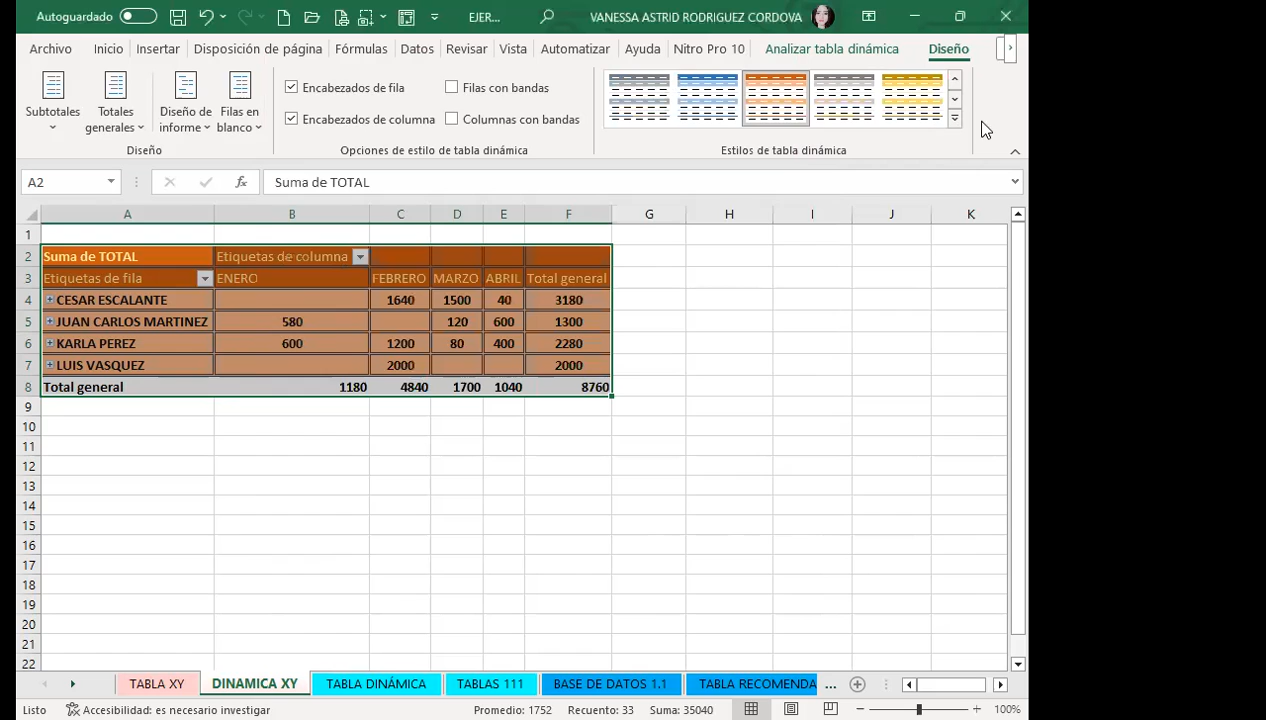 Autoguardado
EJER...
VANESSA ASTRID RODRIGUEZ CORDOVA
Archivo Inicio Insertar Disposición de página Fórmulas Datos Revisar Vista Automatizar Ayuda Nitro Pro 10 Analizar tabla dinámica Diseño
Subtotales
Totales generales
Diseño de informe
Filas en blanco
Encabezados de fila
Filas con bandas
Encabezados de columna
Columnas con bandas
Diseño
Opciones de estilo de tabla dinámica
Estilos de tabla dinámica
A2
fx
Suma de TOTAL
A B C D E F G H I J K
1
2 Suma de TOTAL Etiquetas de columna
3 Etiquetas de fila ENERO FEBRERO MARZO ABRIL Total general
4 CESAR ESCALANTE 1640 1500 40 3180
5 JUAN CARLOS MARTINEZ 580 120 600 1300
6 KARLA PEREZ 600 1200 80 400 2280
7 LUIS VASQUEZ 2000 2000
8 Total general 1180 4840 1700 1040 8760
9
10
11
12
13
14
15
16
17
18
19
20
21
22
TABLA XY DINAMICA XY TABLA DINÁMICA TABLAS 111 BASE DE DATOS 1.1 TABLA RECOMENDA ...
Listo Accesibilidad: es necesario investigar Promedio: 1752 Recuento: 33 Suma: 35040 100%